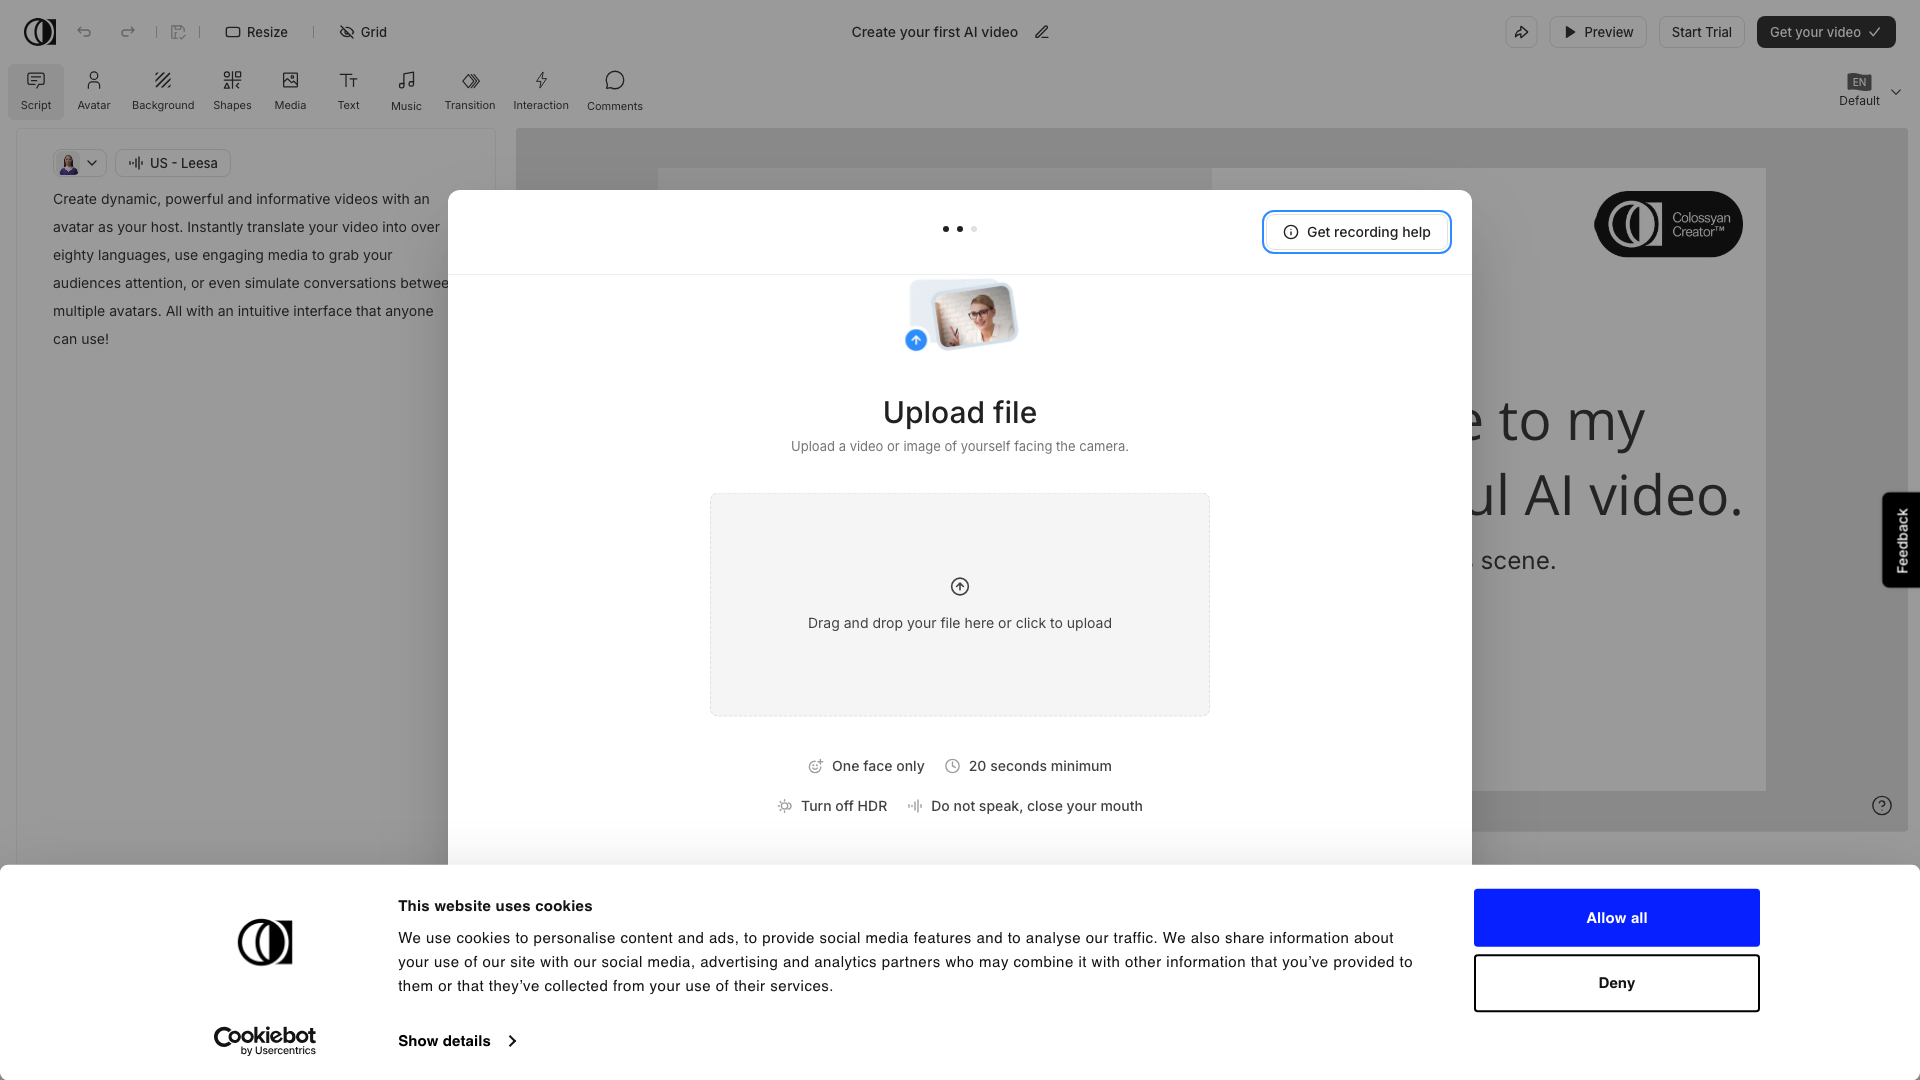 Resize
Grid
Create your first AI video
Preview
Start Trial
Get your video
Script
Avatar
Background
Shapes
Media
Text
Music
Transition
Interaction
Comments
EN
Default
US - Leesa
Create dynamic, powerful and informative videos with an
avatar as your host. Instantly translate your video into over
eighty languages, use engaging media to grab your
audiences attention, or even simulate conversations betwee
multiple avatars. All with an intuitive interface that anyone
can use!
Get recording help
Colossyan
Creator™
Upload file
Upload a video or image of yourself facing the camera.
Drag and drop your file here or click to upload
One face only
20 seconds minimum
Turn off HDR
Do not speak, close your mouth
e to my
ul AI video.
scene.
Feedback
This website uses cookies
We use cookies to personalise content and ads, to provide social media features and to analyse our traffic. We also share information about
your use of our site with our social media, advertising and analytics partners who may combine it with other information that you've provided to
them or that they've collected from your use of their services.
Allow all
Deny
Cookiebot
by Usercentrics
Show details